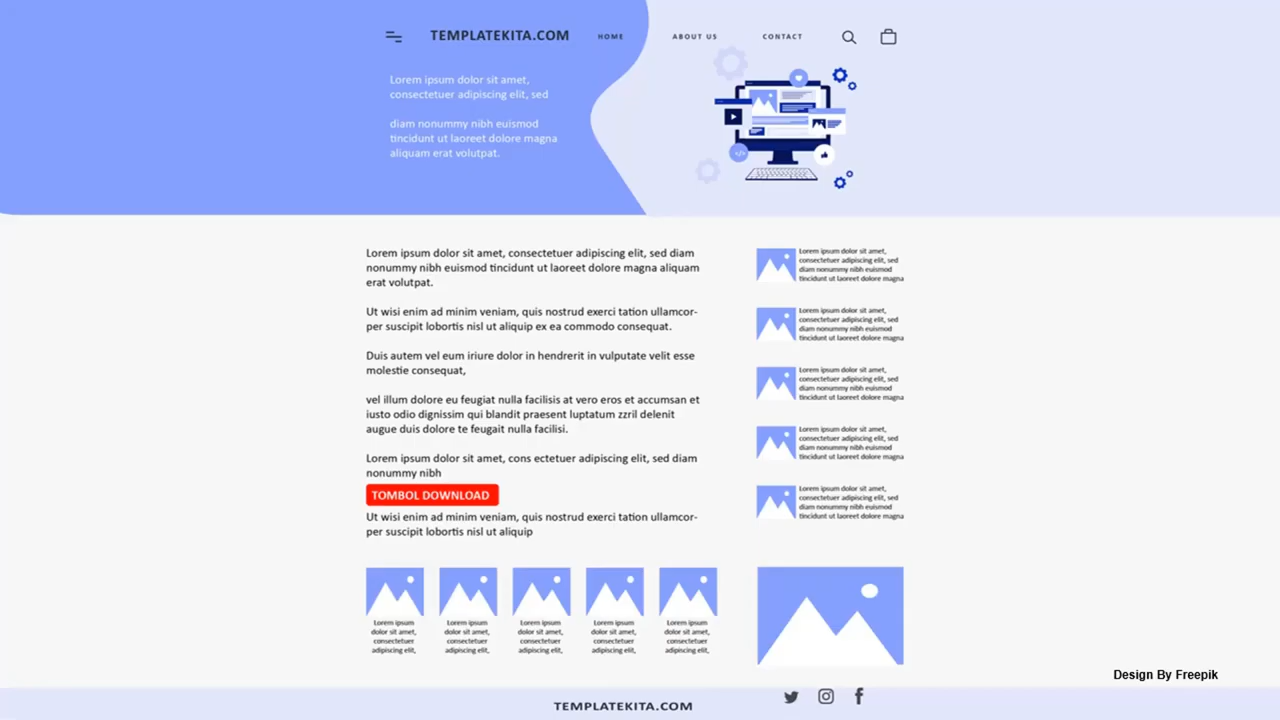 TEMPLATEKITA.COM
HOME
ABOUT US
CONTACT
Lorem ipsum dolor sit amet,
consectetuer adipiscing elit, sed
diam nonummy nibh euismod
tincidunt ut laoreet dolore magna
aliquam erat volutpat.
Lorem ipsum dolor sit amet, consectetuer adipiscing elit, sed diam
nonummy nibh euismod tincidunt ut laoreet dolore magna aliquam
erat volutpat.
Ut wisi enim ad minim veniam, quis nostrud exerci tation ullamcor-
per suscipit lobortis nisl ut aliquip ex ea commodo consequat.
Duis autem vel eum iriure dolor in hendrerit in vulputate velit esse
molestie consequat,
vel illum dolore eu feugiat nulla facilisis at vero eros et accumsan et
iusto odio dignissim qui blandit praesent luptatum zzril delenit
augue duis dolore te feugait nulla facilisi.
Lorem ipsum dolor sit amet, cons ectetuer adipiscing elit, sed diam
nonummy nibh
TOMBOL DOWNLOAD
Ut wisi enim ad minim veniam, quis nostrud exerci tation ullamcor-
per suscipit lobortis nisl ut aliquip
Lorem ipsum dolor sit amet,
consectetuer adipiscing elit, sed
diam nonummy nibh euismod
tincidunt ut laoreet dolore magna
Lorem ipsum dolor sit amet,
consectetuer adipiscing elit, sed
diam nonummy nibh euismod
tincidunt ut laoreet dolore magna
Lorem ipsum dolor sit amet,
consectetuer adipiscing elit, sed
diam nonummy nibh euismod
tincidunt ut laoreet dolore magna
Lorem ipsum dolor sit amet,
consectetuer adipiscing elit, sed
diam nonummy nibh euismod
tincidunt ut laoreet dolore magna
Lorem ipsum dolor sit amet,
consectetuer adipiscing elit, sed
diam nonummy nibh euismod
tincidunt ut laoreet dolore magna
Lorem ipsum
dolor sit amet,
consectetuer
adipiscing elit,
Lorem ipsum
dolor sit amet,
consectetuer
adipiscing elit,
Lorem ipsum
dolor sit amet,
consectetuer
adipiscing elit,
Lorem ipsum
dolor sit amet,
consectetuer
adipiscing elit,
Lorem ipsum
dolor sit amet,
consectetuer
adipiscing elit,
Design By Freepik
TEMPLATEKITA.COM